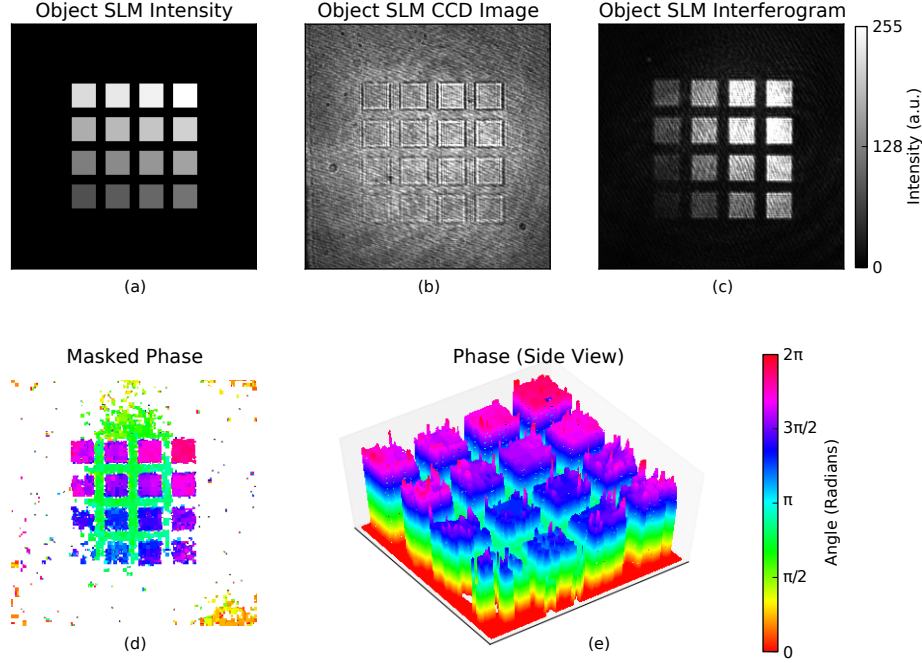 Object SLM Intensity
Object SLM CCD Image
Object SLM Interferogram
255
128
0
Intensity (a.u.)
(a)
(b)
(c)
Masked Phase
Phase (Side View)
2π
3π/2
π
π/2
0
Angle (Radians)
(d)
(e)